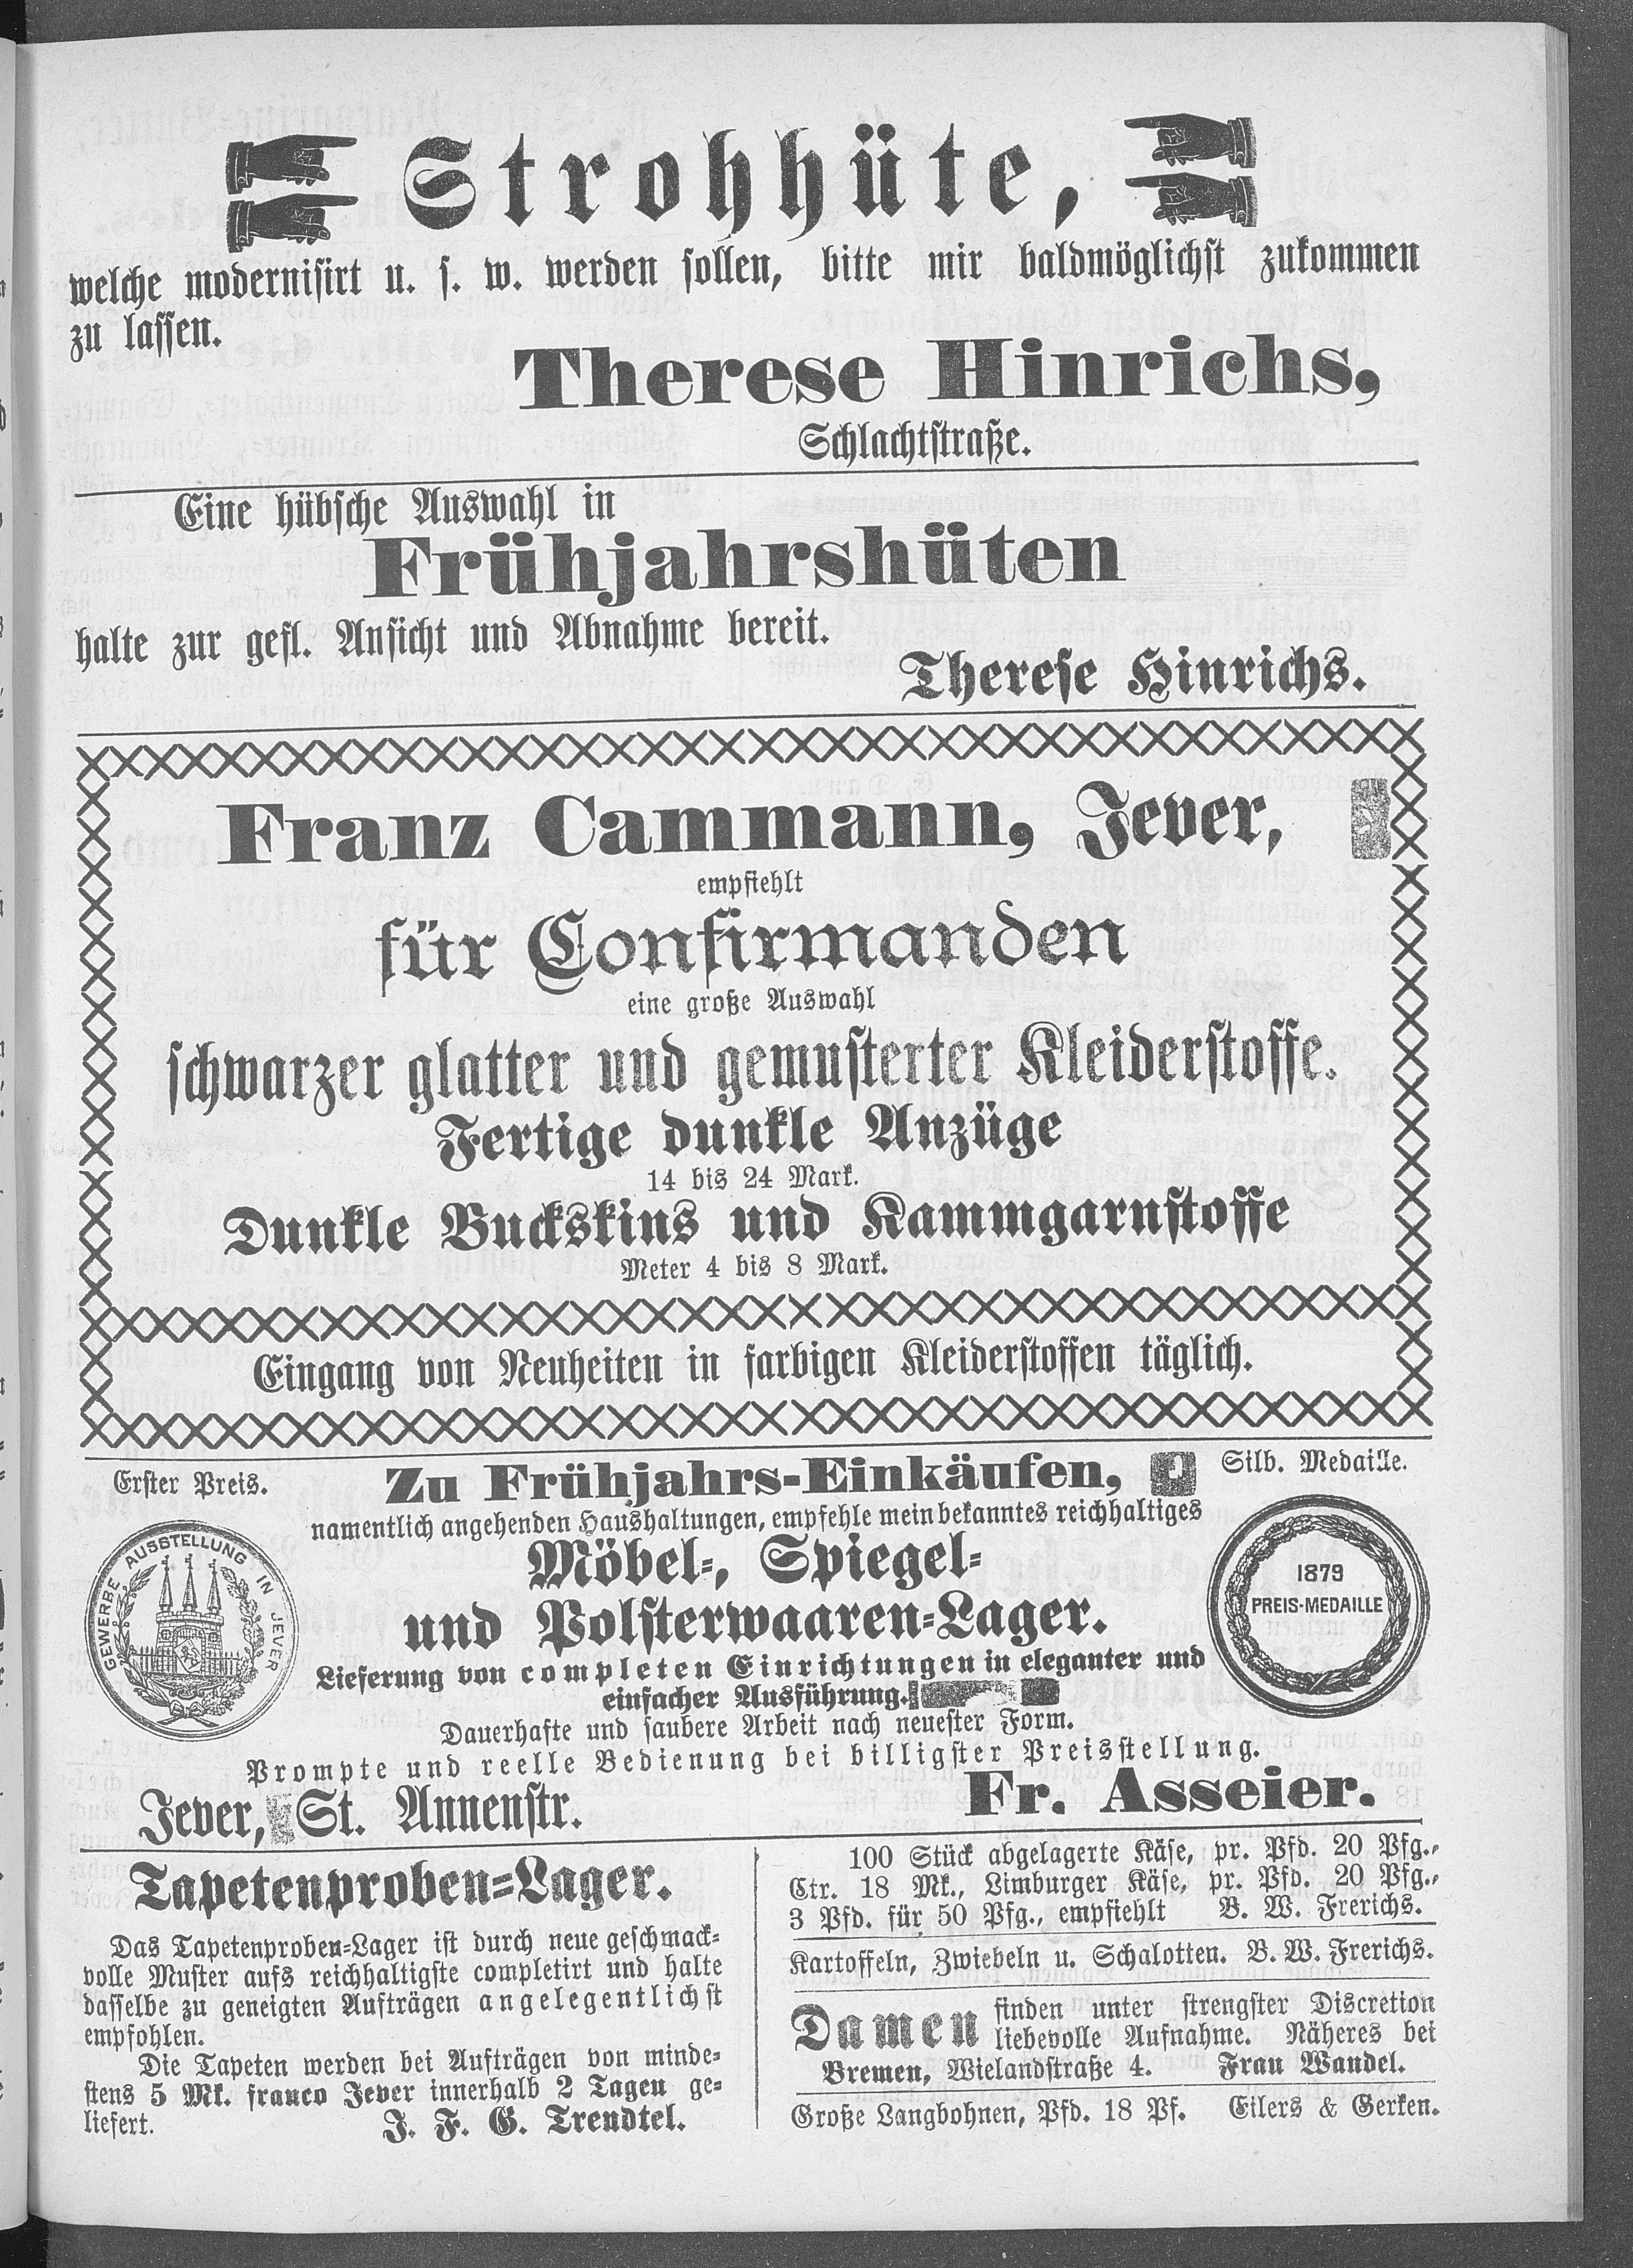 Strohhüte,
welche modernisirt u. s. w. werden sollen, bitte mir baldmöglichst zukommen
zu lassen.
Therese Hinrichs,
Schlachtstraße.
Eine hübsche Auswahl in
Frühjahrshüten
halte zur gefl. Ansicht und Abnahme bereit.
Therese Hinrichs.
Franz Cammann, Jever,
empfiehlt
für Confirmanden
eine große Auswahl
schwarzer glatter und gemusterter Kleiderstoffe.
Fertige dunkle Anzüge
14 bis 24 Mark.
Dunkle Buckskins und Kammgarnstoffe
Meter 4 bis 8 Mark.
Eingang von Neuheiten in farbigen Kleiderstoffen täglich.
Erster Preis.
GEWERBE AUSSTELLUNG IN JEVER
Zu Frühjahrs-Einkäufen,
namentlich angehenden Haushaltungen, empfehle mein bekanntes reichhaltiges
Möbel-, Spiegel-
und Polsterwaaren-Lager.
Lieferung von completen Einrichtungen in eleganter und
einfacher Ausführung.
Silb. Medaille.
1879
PREIS-MEDAILLE
Dauerhafte und saubere Arbeit nach neuester Form.
Prompte und reelle Bedienung bei billigster Preisstellung.
Jever, St. Annenstr.
Fr. Asseier.
Tapetenproben-Lager.
Das Tapetenproben-Lager ist durch neue geschmack-
volle Muster aufs reichhaltigste completirt und halte
dasselbe zu geneigten Aufträgen angelegentlichst
empfohlen.
Die Tapeten werden bei Aufträgen von minde-
stens 5 Mk. franco Jever innerhalb 2 Tagen ge-
liefert.
J. F. G. Trendtel.
100 Stück abgelagerte Käse, pr. Pfd. 20 Pfg.,
Ctr. 18 Mk., Limburger Käse, pr. Pfd. 20 Pfg.,
3 Pfd. für 50 Pfg., empfiehlt B. W. Frerichs.
Kartoffeln, Zwiebeln u. Schalotten. B. W. Frerichs.
Damen finden unter strengster Discretion
liebevolle Aufnahme. Näheres bei
Bremen, Wielandstraße 4. Frau Wandel.
Große Langbohnen, Pfd. 18 Pf. Eilers & Gerken.